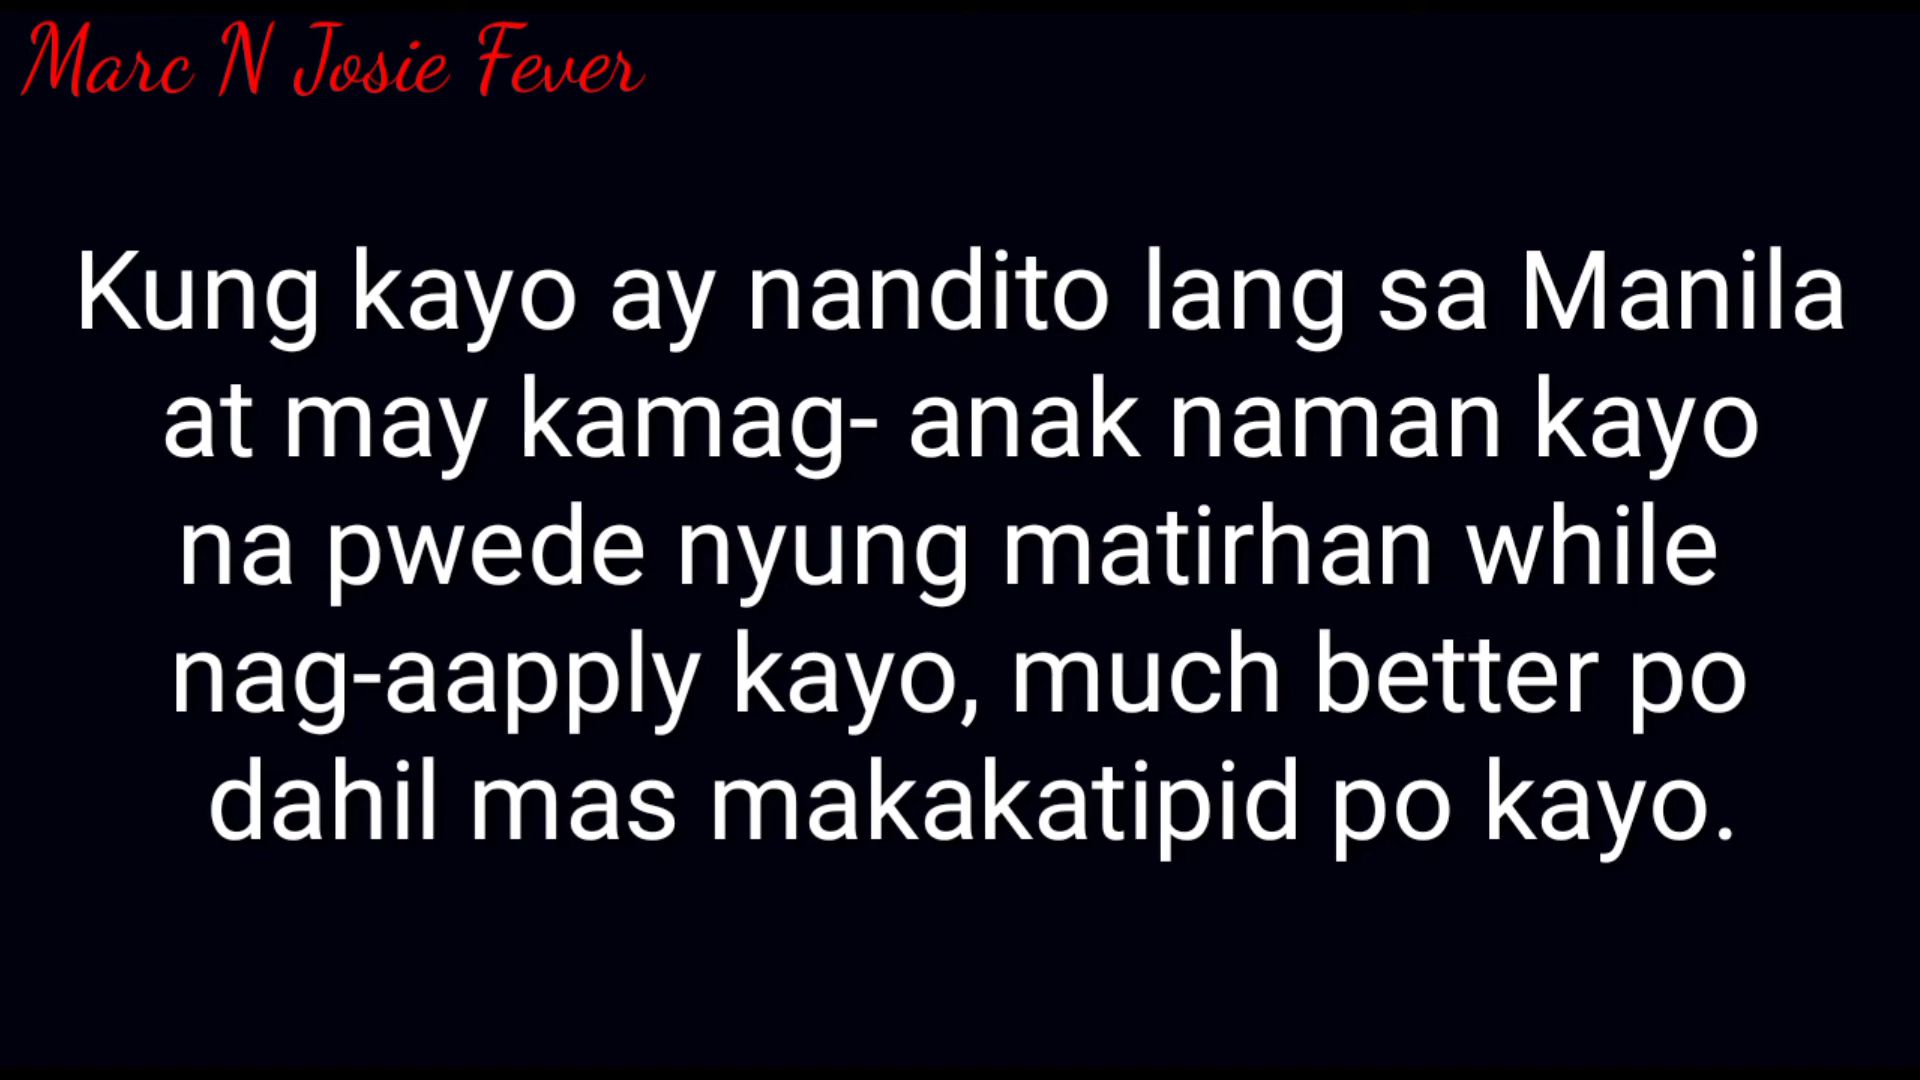 Marc N Josie Fever
Kung kayo ay nandito lang sa Manila
at may kamag- anak naman kayo
na pwede nyung matirhan while
nag-aapply kayo, much better po
dahil mas makakatipid po kayo.